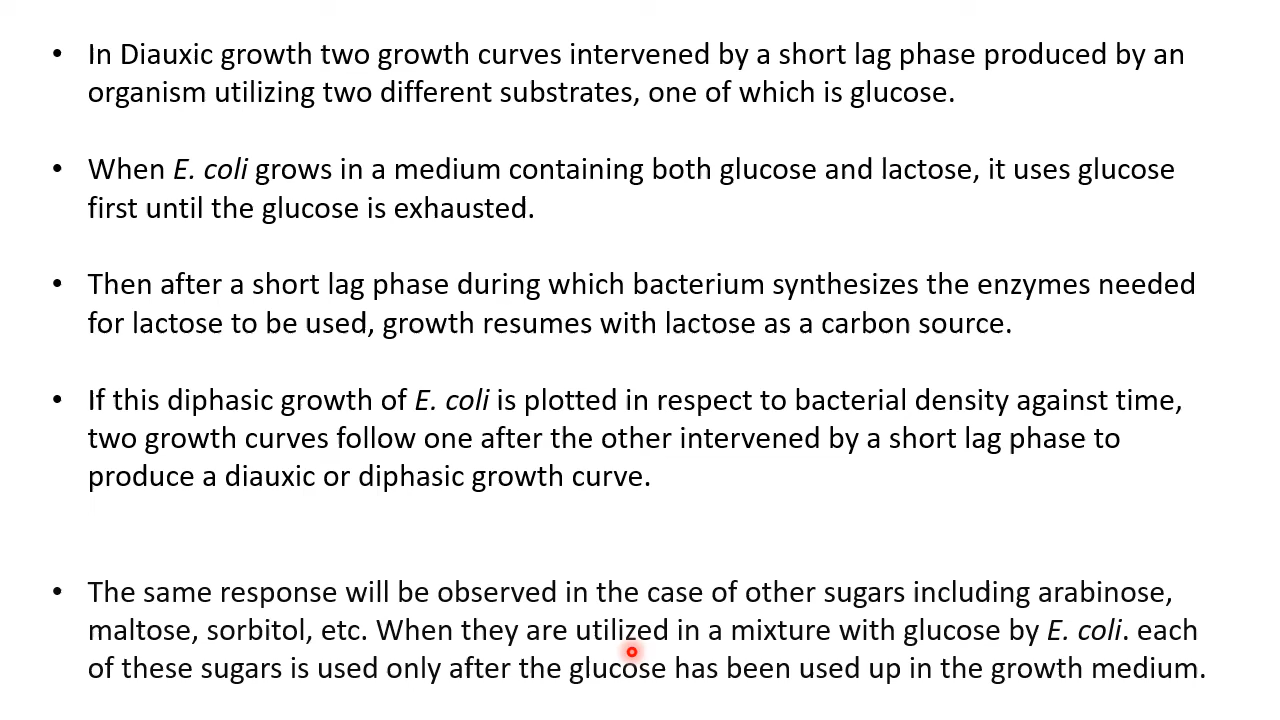 • In Diauxic growth two growth curves intervened by a short lag phase produced by an
organism utilizing two different substrates, one of which is glucose.
• When E. coli grows in a medium containing both glucose and lactose, it uses glucose
first until the glucose is exhausted.
• Then after a short lag phase during which bacterium synthesizes the enzymes needed
for lactose to be used, growth resumes with lactose as a carbon source.
• If this diphasic growth of E. coli is plotted in respect to bacterial density against time,
two growth curves follow one after the other intervened by a short lag phase to
produce a diauxic or diphasic growth curve.
• The same response will be observed in the case of other sugars including arabinose,
maltose, sorbitol, etc. When they are utilized in a mixture with glucose by E. coli. each
of these sugars is used only after the glucose has been used up in the growth medium.